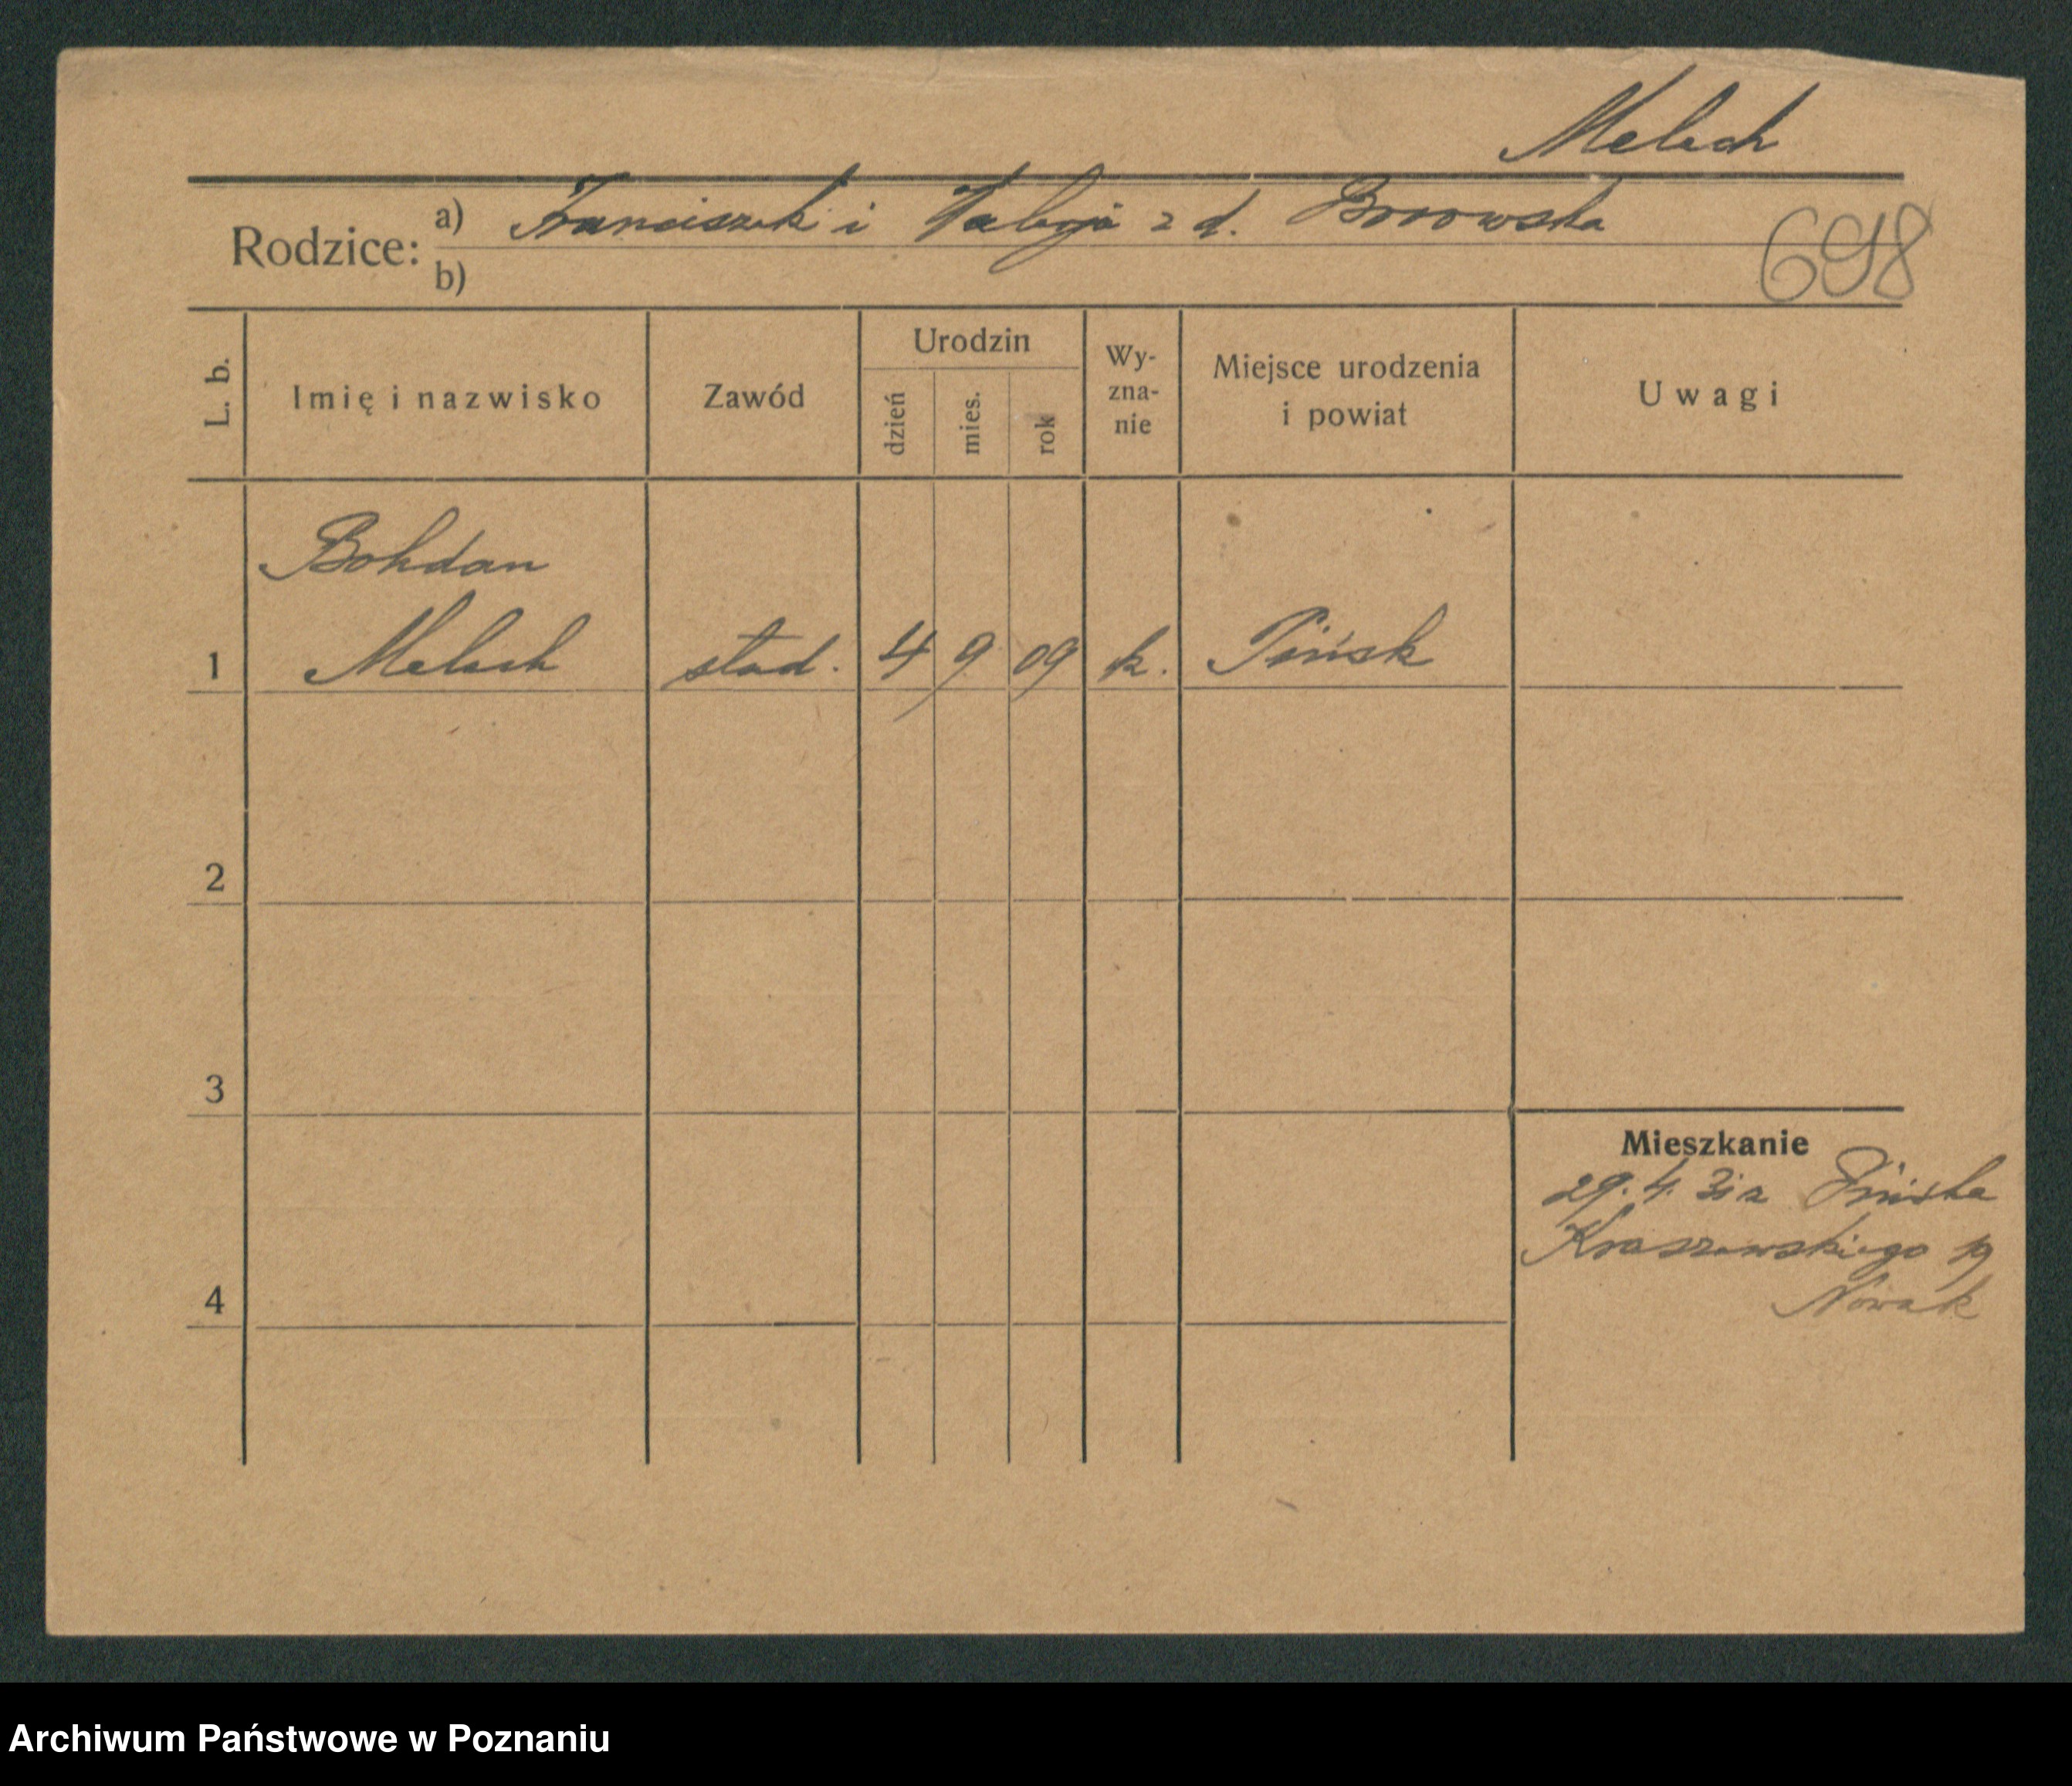 Melech
Rodzice: a) Franciszek i Waleryja z d. Borowska
b)
698
L. b.
Imię i nazwisko
Zawód
Urodzin
dzień
mies.
rok
Wy-
zna-
nie
Miejsce urodzenia
i powiat
Uwagi
Bohdan
1 Melech stud. 4 9 09 k. Pińsk
2
3
4
Mieszkanie
29. 4. 31 z Pińska
Kraszewskiego 19
Nowak
Archiwum Państwowe w Poznaniu